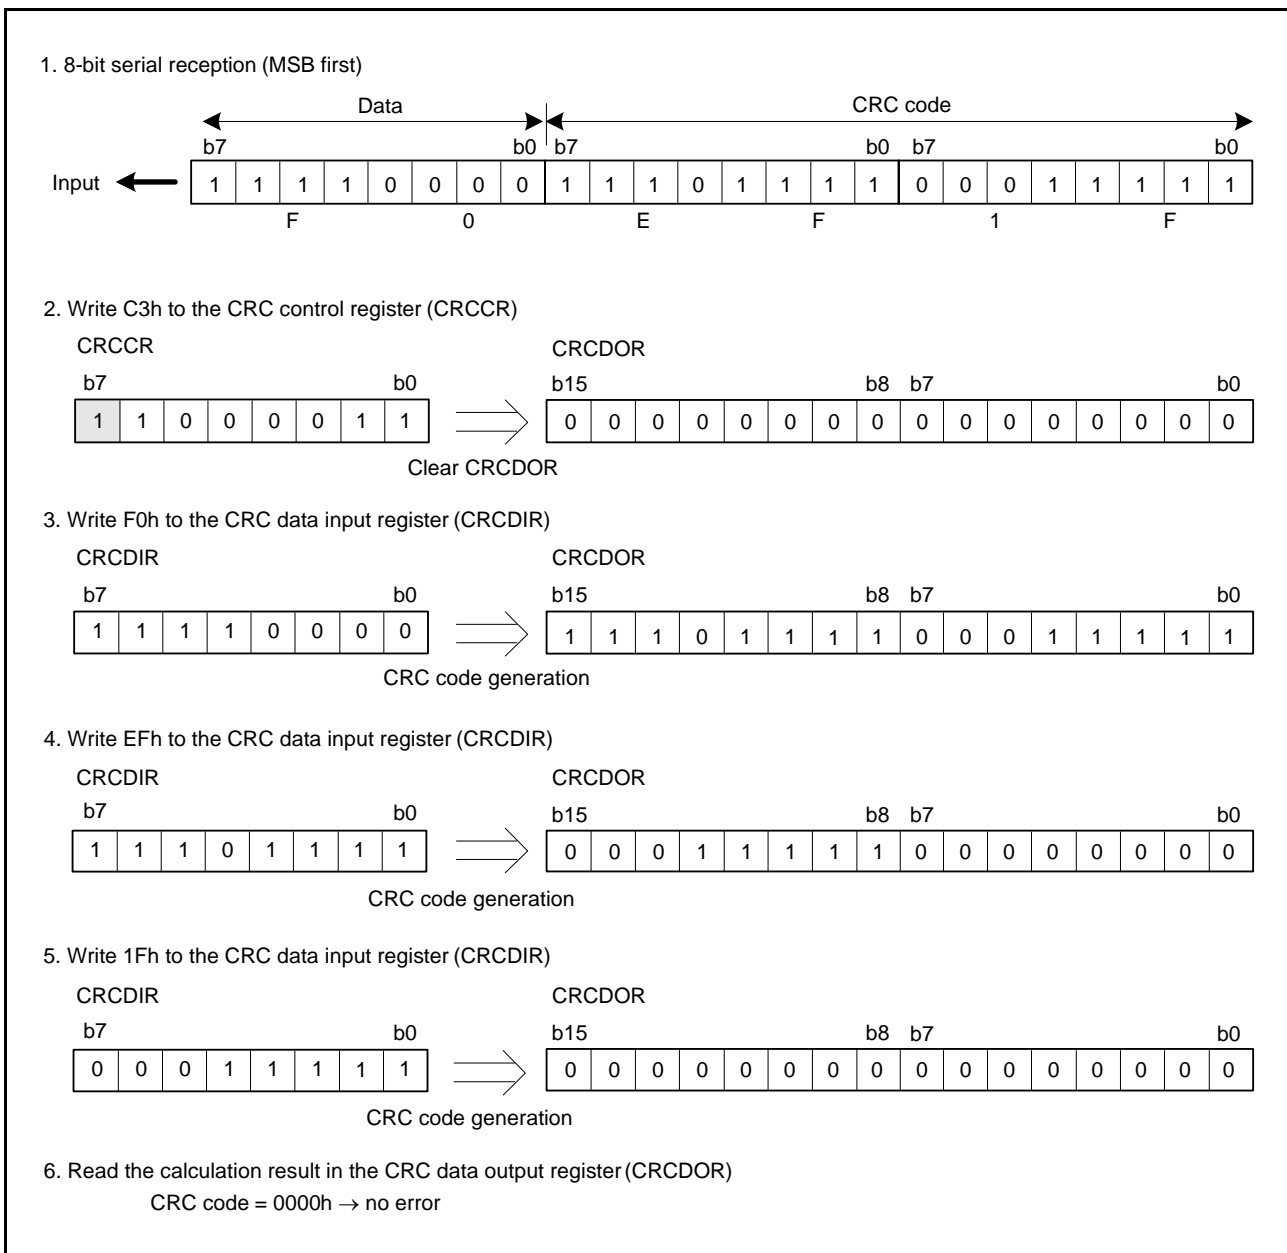 1. 8-bit serial reception (MSB first)
Data CRC code
b7 b0 b7 b0 b7 b0
Input 1 1 1 1 0 0 0 0 1 1 1 0 1 1 1 1 0 0 0 1 1 1 1 1
F 0 E F 1 F
2. Write C3h to the CRC control register (CRCCR)
CRCCR CRCDOR
b7 b0 b15 b8 b7 b0
1 1 0 0 0 0 1 1 0 0 0 0 0 0 0 0 0 0 0 0 0 0 0 0
Clear CRCDOR
3. Write F0h to the CRC data input register (CRCDIR)
CRCDIR CRCDOR
b7 b0 b15 b8 b7 b0
1 1 1 1 0 0 0 0 1 1 1 0 1 1 1 1 0 0 0 1 1 1 1 1
CRC code generation
4. Write EFh to the CRC data input register (CRCDIR)
CRCDIR CRCDOR
b7 b0 b15 b8 b7 b0
1 1 1 0 1 1 1 1 0 0 0 1 1 1 1 1 0 0 0 0 0 0 0 0
CRC code generation
5. Write 1Fh to the CRC data input register (CRCDIR)
CRCDIR CRCDOR
b7 b0 b15 b8 b7 b0
0 0 0 1 1 1 1 1 0 0 0 0 0 0 0 0 0 0 0 0 0 0 0 0
CRC code generation
6. Read the calculation result in the CRC data output register (CRCDOR)
CRC code = 0000h → no error